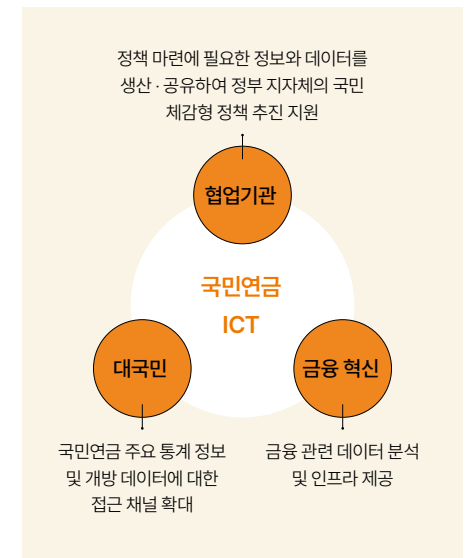 정책 마련에 필요한 정보와 데이터를
생산·공유하여 정부 지자체의 국민
체감형 정책 추진 지원
협업기관
국민연금
ICT
대국민
금융 혁신
국민연금 주요 통계 정보
및 개방 데이터에 대한
접근 채널 확대
금융 관련 데이터 분석
및 인프라 제공